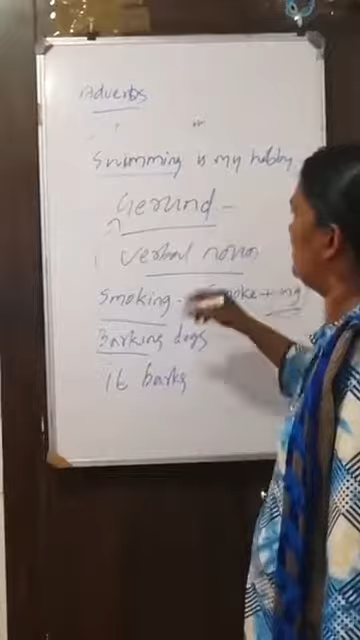 Adverbs
Swimming is my hobby
Gerund -
Verbal noun
Smoking - Smoke + ing
Barking dogs
it barks